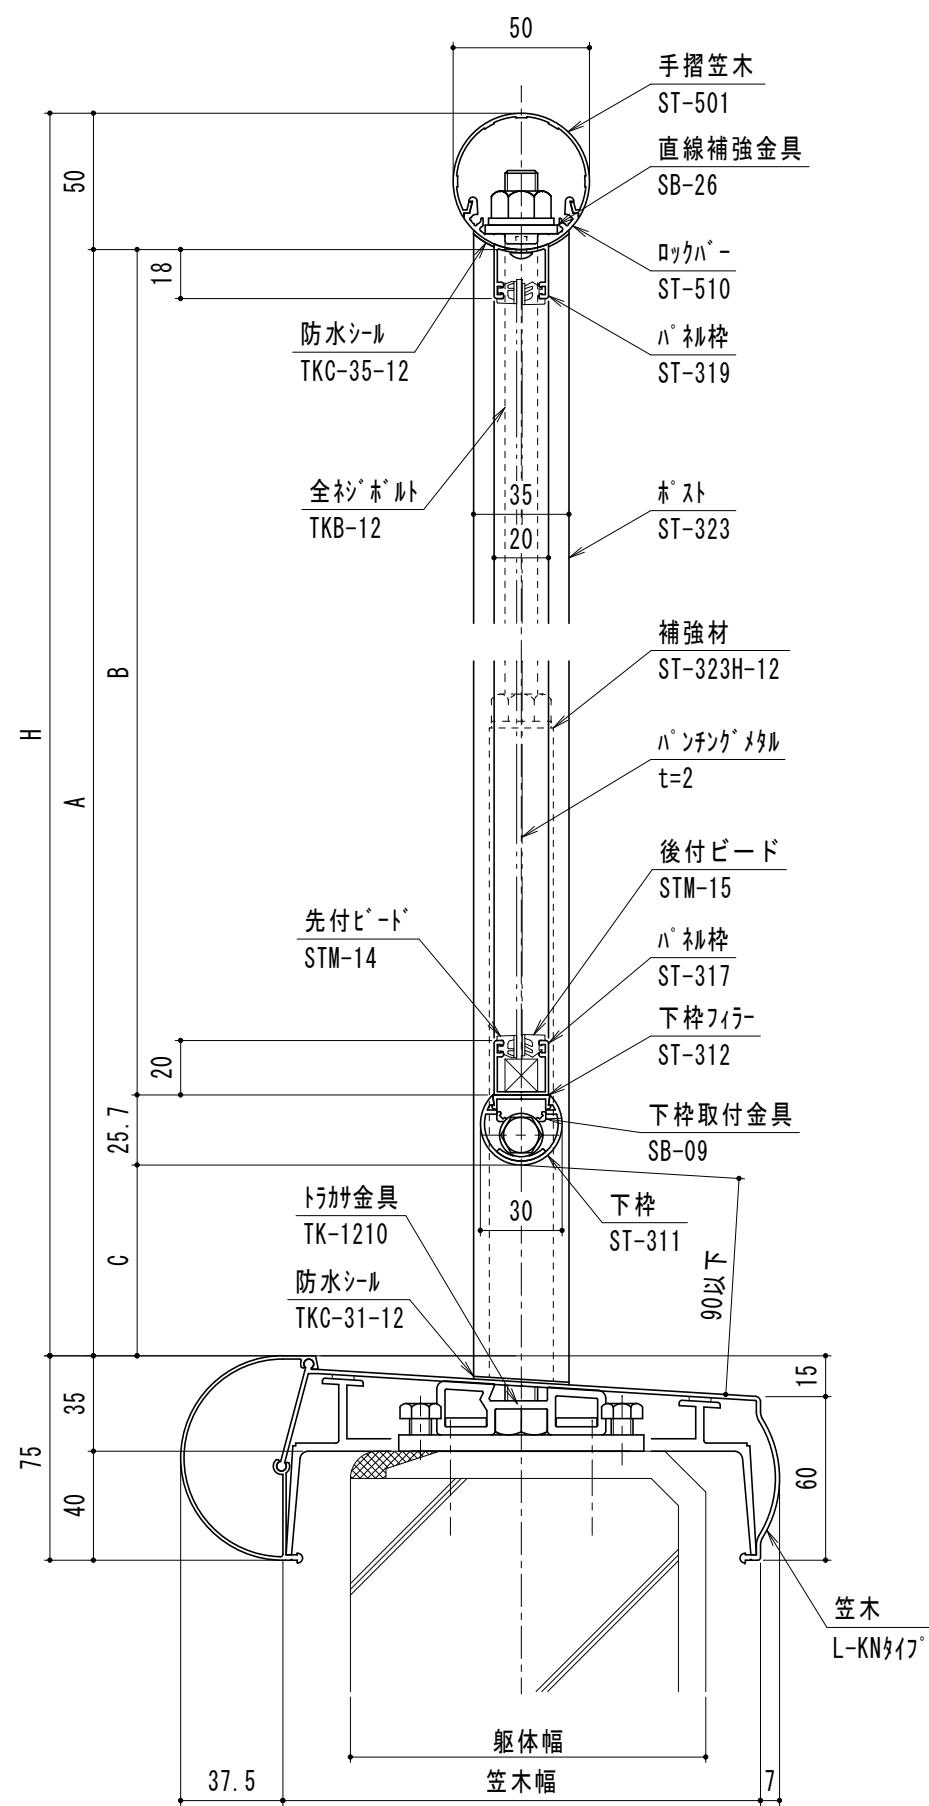 50
手摺笠木
ST-501
直線補強金具
SB-26
50
18
ロックバー
ST-510
防水シール
TKC-35-12
パネル枠
ST-319
全ネジボルト
TKB-12
35
20
ポスト
ST-323
補強材
ST-323H-12
H
B
A
パンチングメタル
t=2
後付ビード
STM-15
先付ビード
STM-14
パネル枠
ST-317
下枠フィラー
ST-312
20
25.7
下枠取付金具
SB-09
トラカサ金具
TK-1210
30
下枠
ST-311
C
防水シール
TKC-31-12
90以下
15
35
75
40
60
笠木
L-KNタイプ
躯体幅
37.5
笠木幅
7